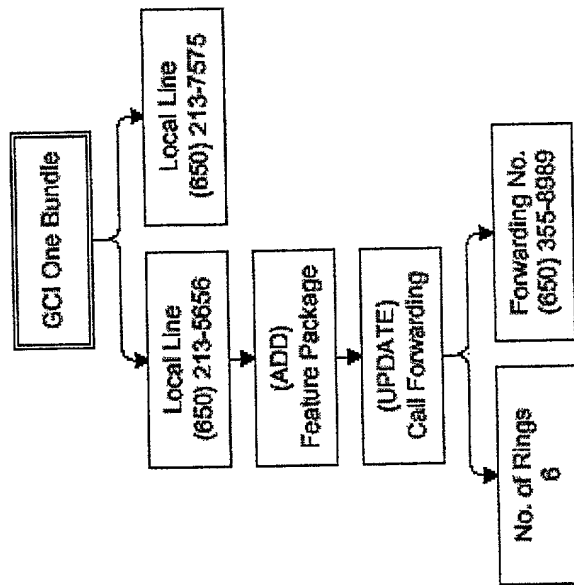 GCI One Bundle
Local Line
(650) 213-5656
Local Line
(650) 213-7575
(ADD)
Feature Package
(UPDATE)
Call Forwarding
No. of Rings
6
Forwarding No.
(650) 355-8989